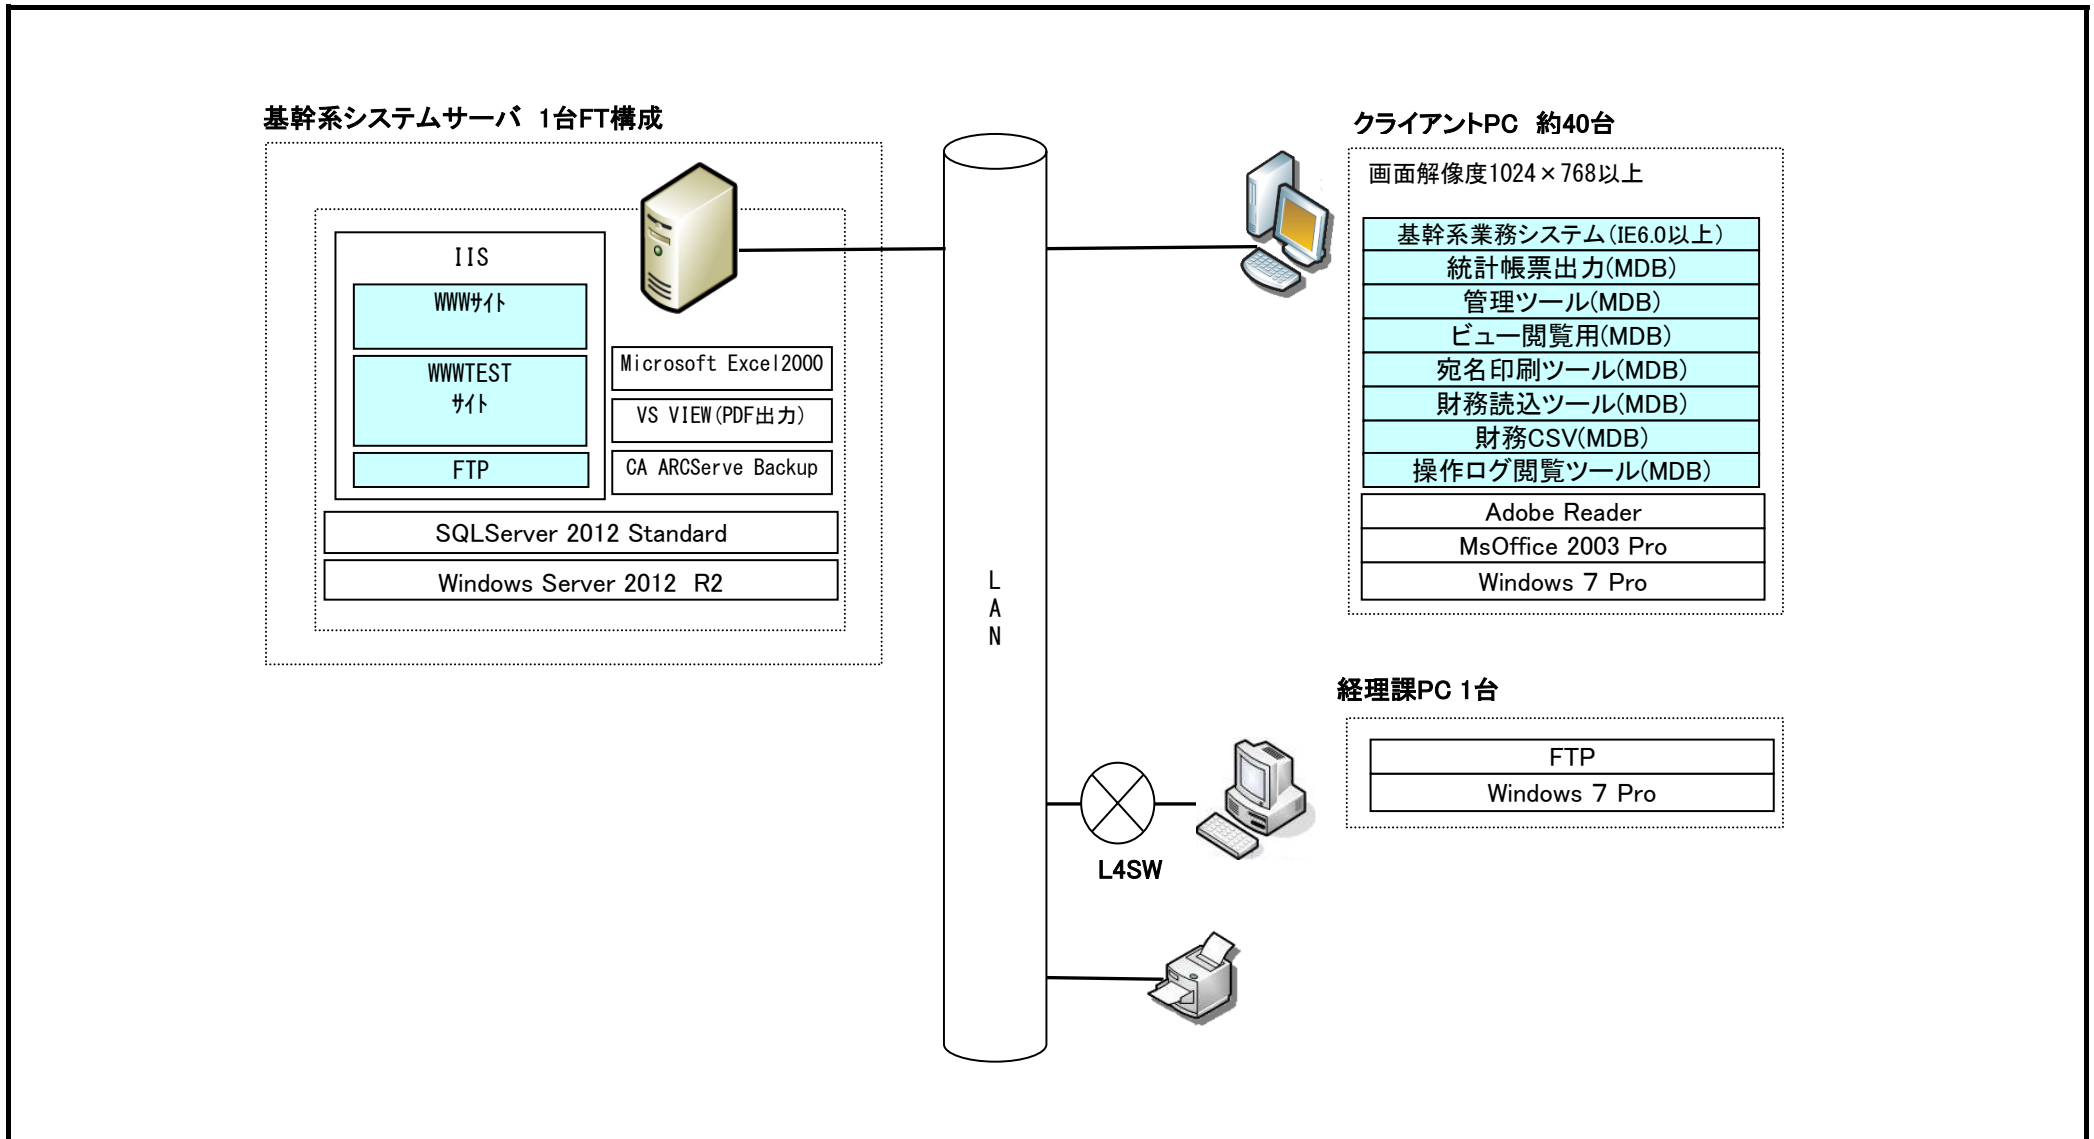 基幹系システムサーバ 1台FT構成
IIS
WWWｻｲﾄ
WWWTEST
ｻｲﾄ
FTP
Microsoft Excel2000
VS VIEW(PDF出力)
CA ARCServe Backup
SQLServer 2012 Standard
Windows Server 2012 R2
L
A
N
クライアントPC 約40台
画面解像度1024×768以上
基幹系業務システム(IE6.0以上)
統計帳票出力(MDB)
管理ツール(MDB)
ビュー閲覧用(MDB)
宛名印刷ツール(MDB)
財務読込ツール(MDB)
財務CSV(MDB)
操作ログ閲覧ツール(MDB)
Adobe Reader
MsOffice 2003 Pro
Windows 7 Pro
経理課PC 1台
FTP
Windows 7 Pro
L4SW